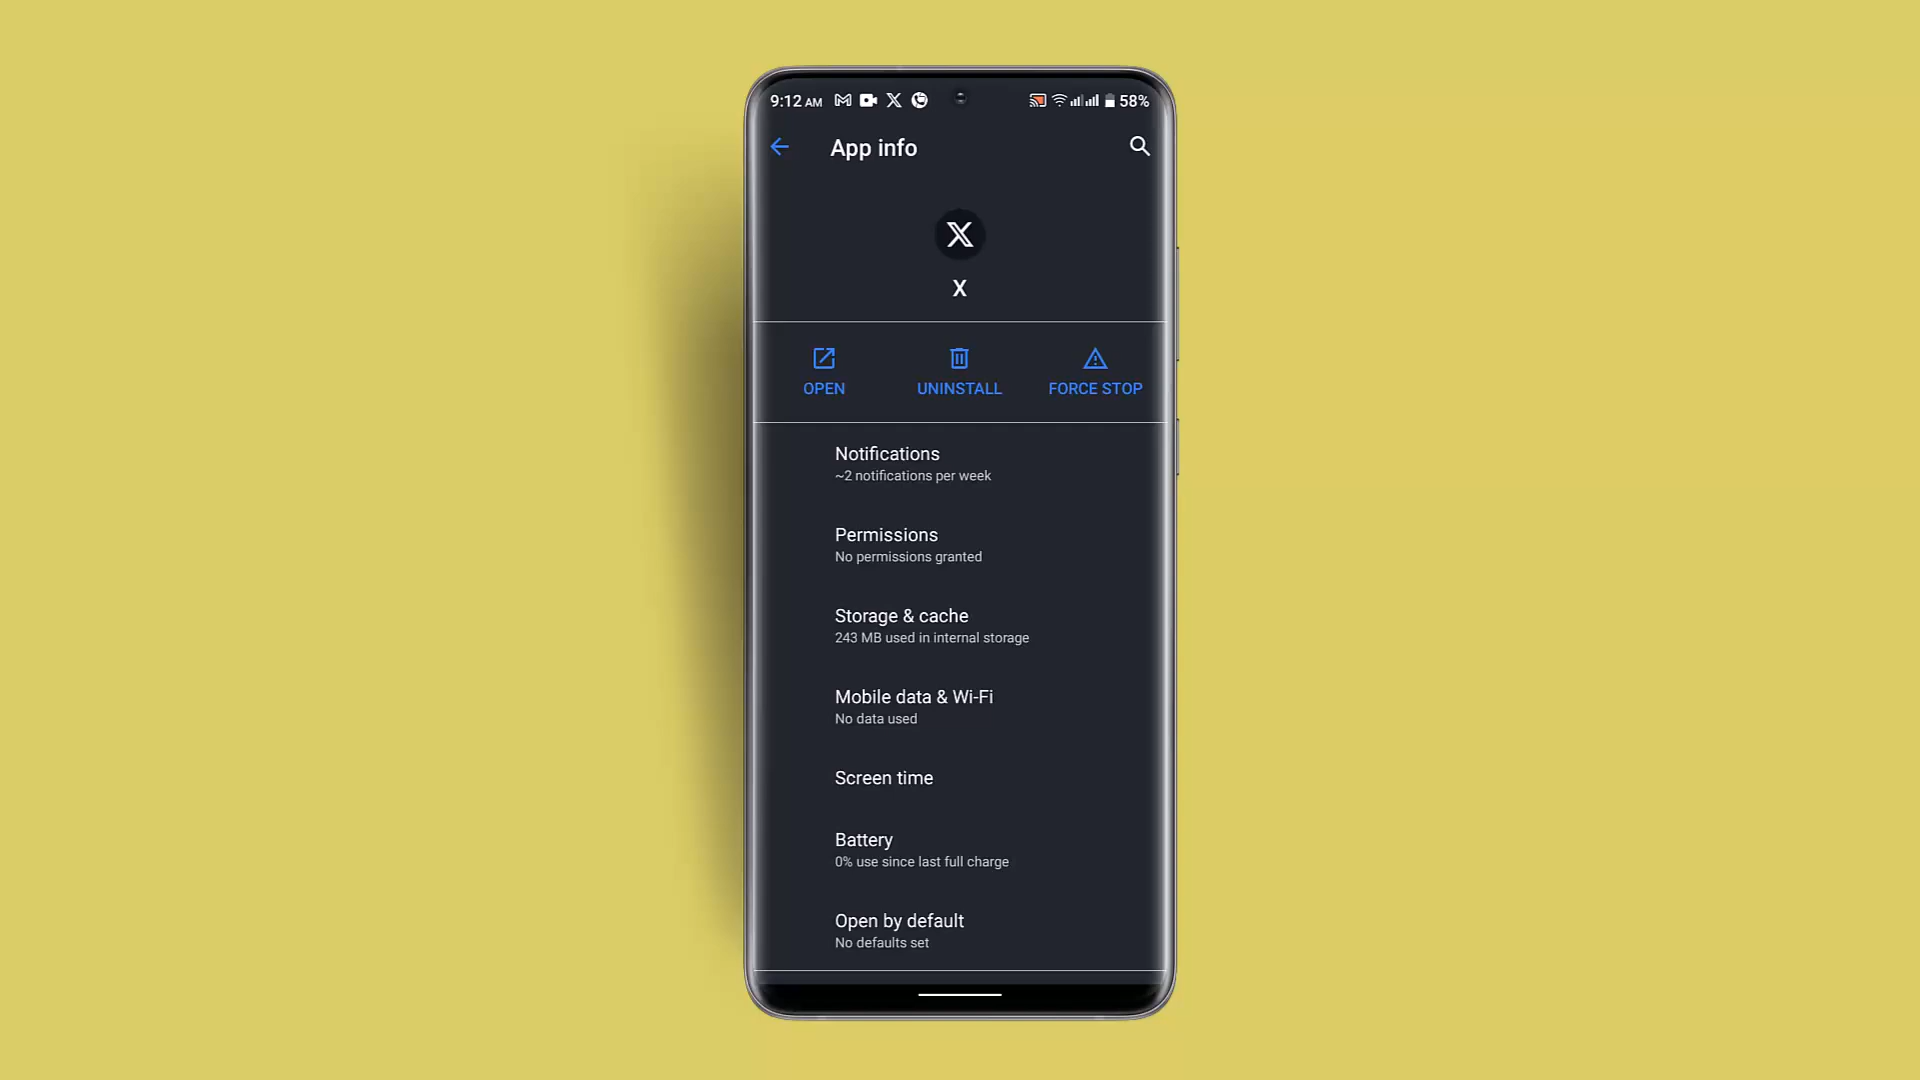 9:12 AM 58%
App info
X
OPEN UNINSTALL FORCE STOP
Notifications
~2 notifications per week
Permissions
No permissions granted
Storage & cache
243 MB used in internal storage
Mobile data & Wi-Fi
No data used
Screen time
Battery
0% use since last full charge
Open by default
No defaults set